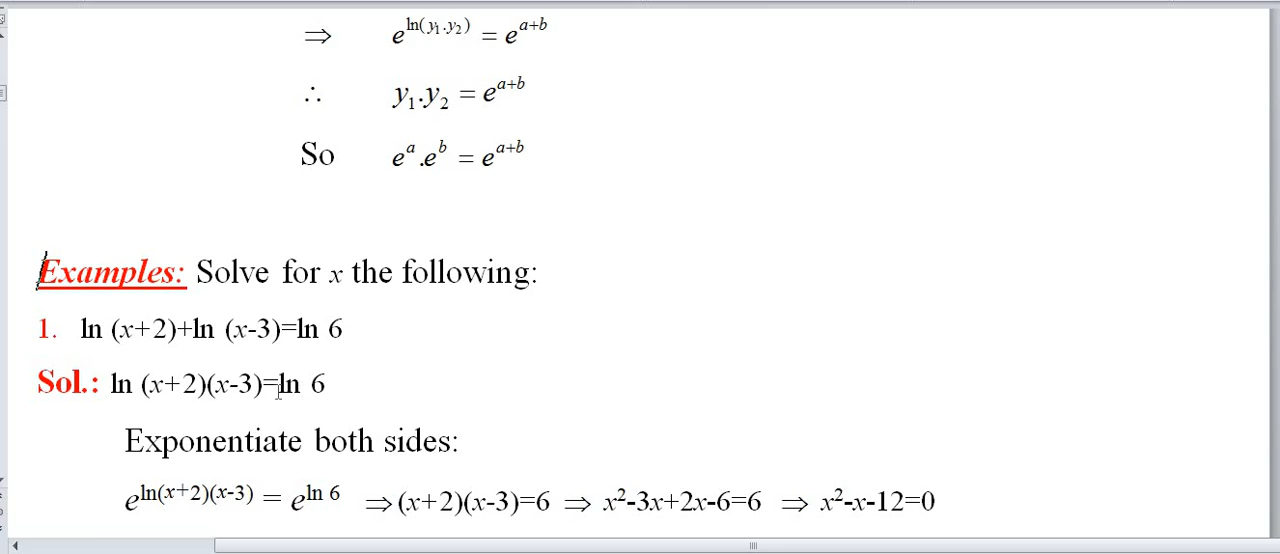 ⇒ e^{ln(y₁.y₂)} = e^{a+b}
∴ y₁.y₂ = e^{a+b}
So e^a.e^b = e^{a+b}
Examples: Solve for x the following:
1. ln (x+2)+ln (x-3)=ln 6
Sol.: ln (x+2)(x-3)=ln 6
Exponentiate both sides:
e^{ln(x+2)(x-3)} = e^{ln 6} ⇒(x+2)(x-3)=6 ⇒ x²-3x+2x-6=6 ⇒ x²-x-12=0